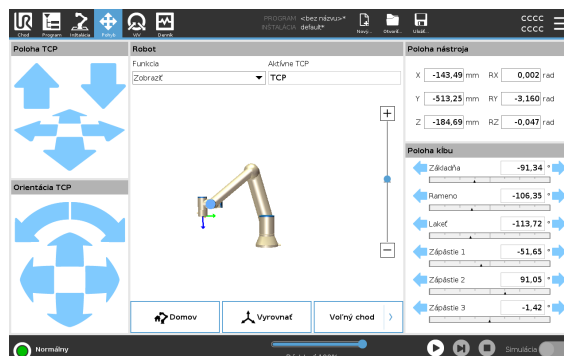 PROGRAM <bez názvu>*
INŠTALÁCIA default*
CCCC
CCCC
Chod Program Inštalácia Pohyb V/V Denník Nový... Otvoriť... Uložiť...
Poloha TCP
Robot
Poloha nástroja
Funkcia
Aktívne TCP
Zobraziť
TCP
X -143,49 mm RX 0,002 rad
Y -513,25 mm RY -3,160 rad
Z -184,69 mm RZ -0,047 rad
Poloha kĺbu
Základňa -91,34 °
Orientácia TCP
Rameno -106,35 °
Lakeť -113,72 °
Zápästie 1 -51,65 °
Zápästie 2 91,05 °
Zápästie 3 -1,42 °
Domov
Vyrovnať
Voľný chod
Normálny
Simulácia